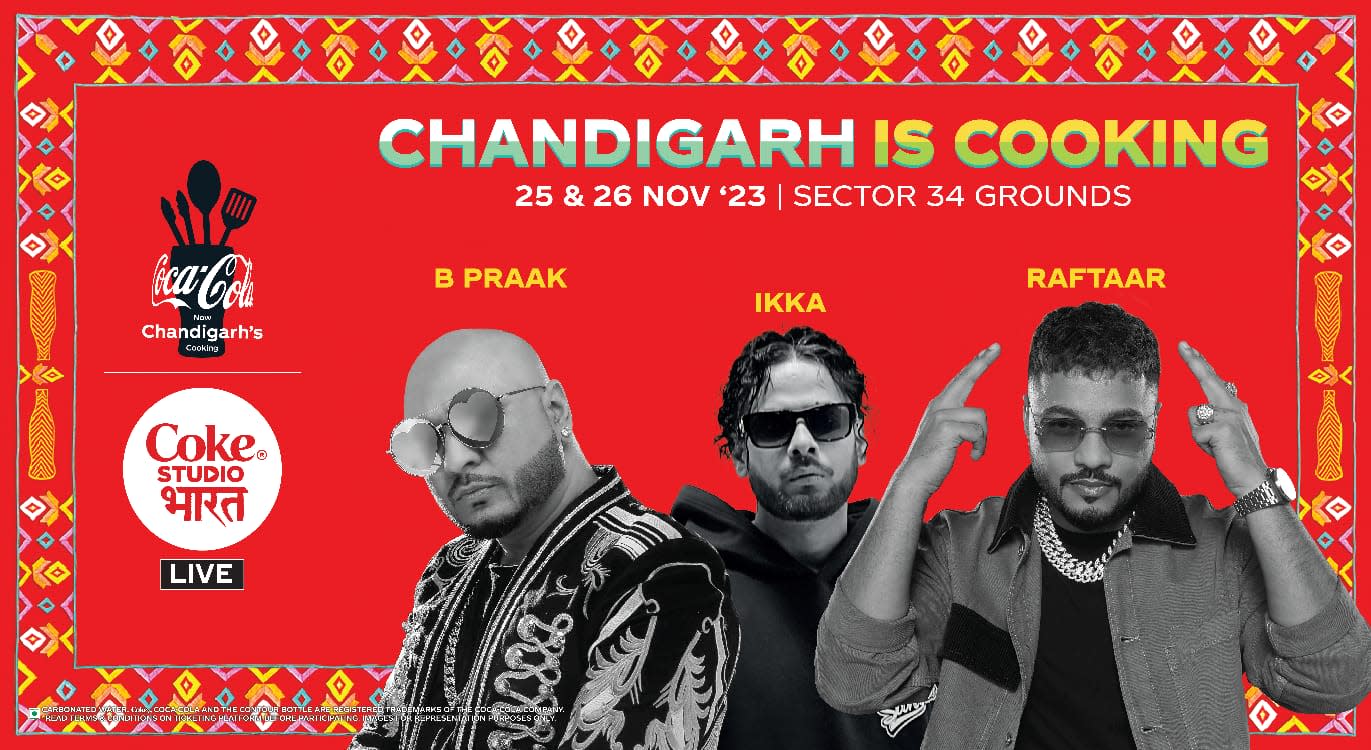 CHANDIGARH IS COOKING
25 & 26 NOV ‘23 | SECTOR 34 GROUNDS
Coca-Cola
Now
Chandigarh's
Cooking
Coke®
STUDIO
भारत
LIVE
B PRAAK
IKKA
RAFTAAR
CARBONATED WATER. Coke, COCA COLA AND THE CONTOUR BOTTLE ARE REGISTERED TRADEMARKS OF THE COCA-COLA COMPANY.
READ TERMS & CONDITIONS ON TICKETING PLATFORM BEFORE PARTICIPATING. IMAGES FOR REPRESENTATION PURPOSES ONLY.